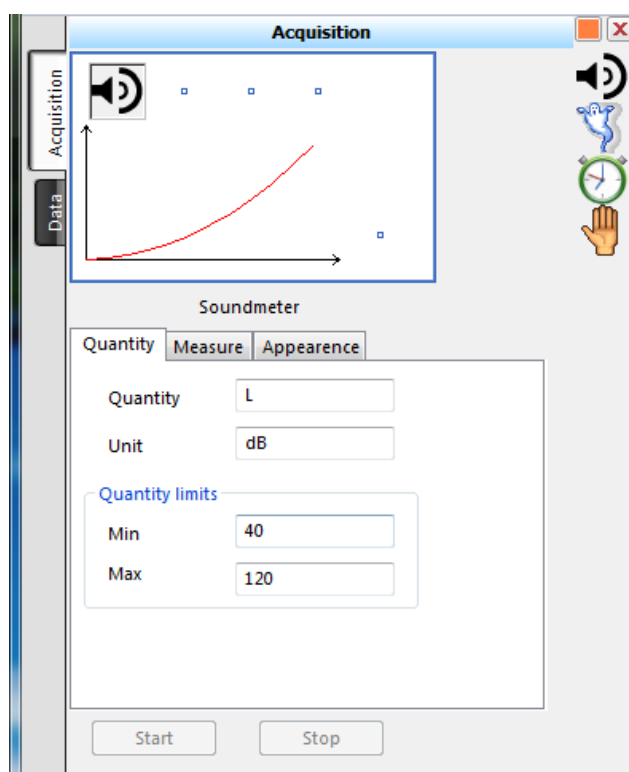 Acquisition
Acquisition
Data
Soundmeter
Quantity Measure Appearence
Quantity L
Unit dB
Quantity limits
Min 40
Max 120
Start Stop